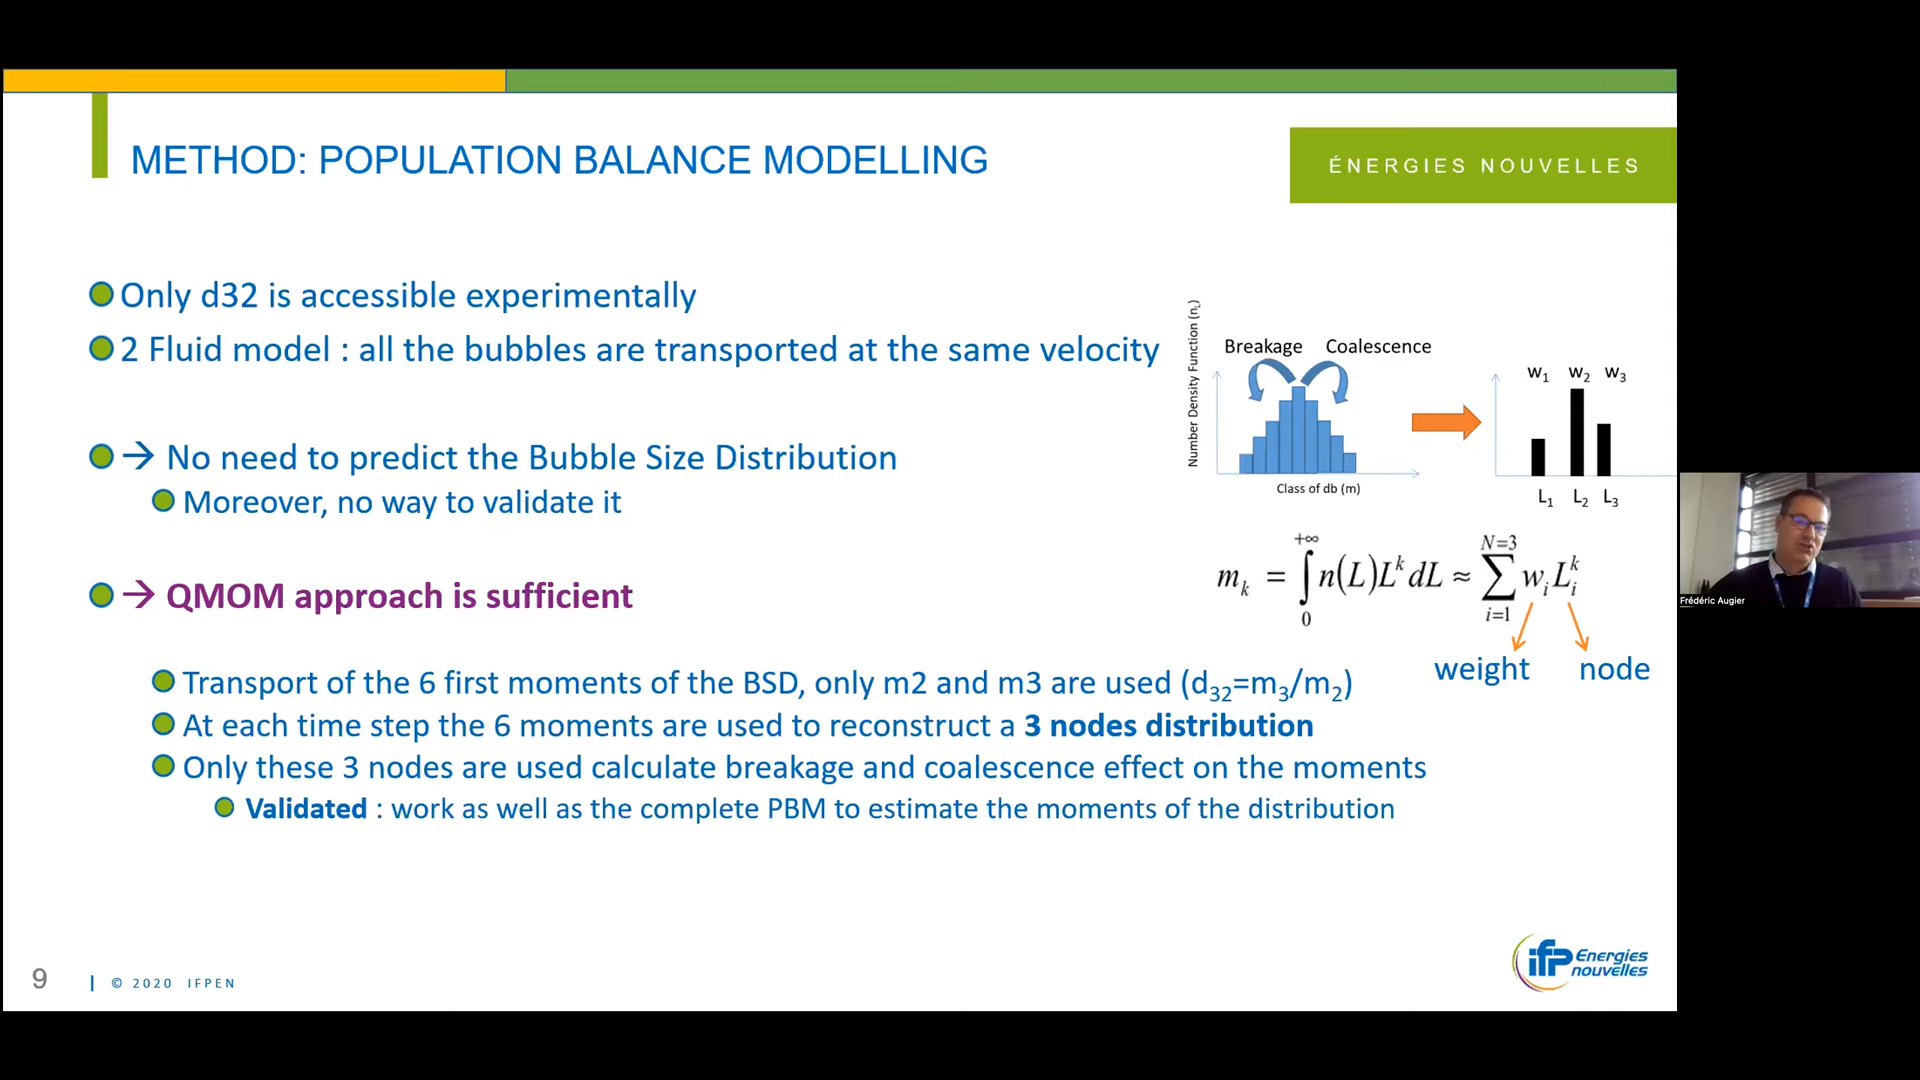 METHOD: POPULATION BALANCE MODELLING
ÉNERGIES NOUVELLES
Only d32 is accessible experimentally
2 Fluid model : all the bubbles are transported at the same velocity
→ No need to predict the Bubble Size Distribution
Moreover, no way to validate it
→ QMOM approach is sufficient
Transport of the 6 first moments of the BSD, only m2 and m3 are used (d32=m3/m2)
At each time step the 6 moments are used to reconstruct a 3 nodes distribution
Only these 3 nodes are used calculate breakage and coalescence effect on the moments
Validated : work as well as the complete PBM to estimate the moments of the distribution
Number Density Function (nL)
Breakage Coalescence
Class of db (m)
w1 w2 w3
L1 L2 L3
mk = ∫0+∞ n(L)L^k dL ≈ ∑i=1N=3 wi Li^k
weight node
Frédéric Augier
9 | © 2020 IFPEN
ifp Energies nouvelles